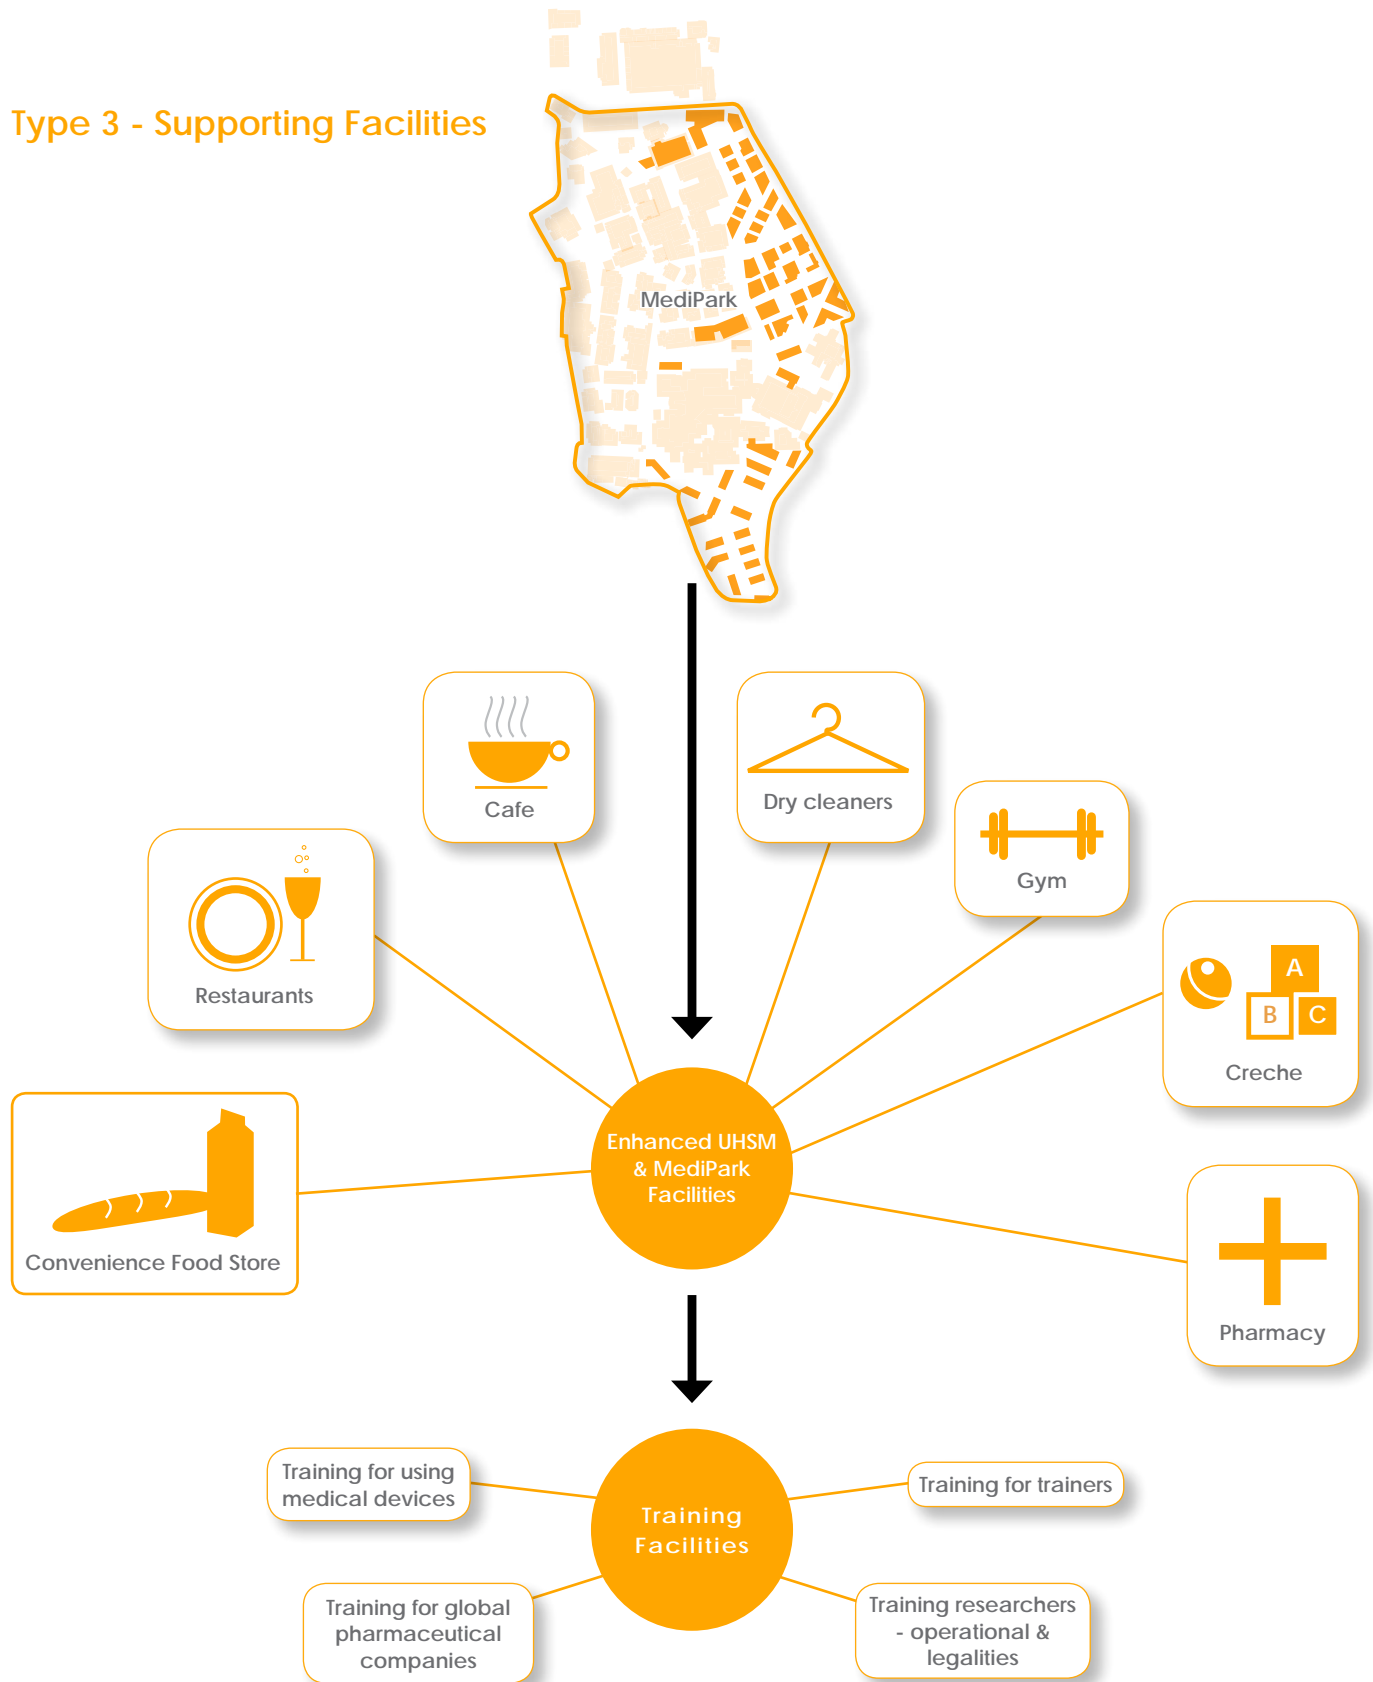 Type 3 - Supporting Facilities
MediPark
Cafe
Dry cleaners
Gym
Restaurants
A
B
C
Creche
Enhanced UHSM
& MediPark
Facilities
Convenience Food Store
Pharmacy
Training for using
medical devices
Training for trainers
Training
Facilities
Training for global
pharmaceutical
companies
Training researchers
- operational &
legalities